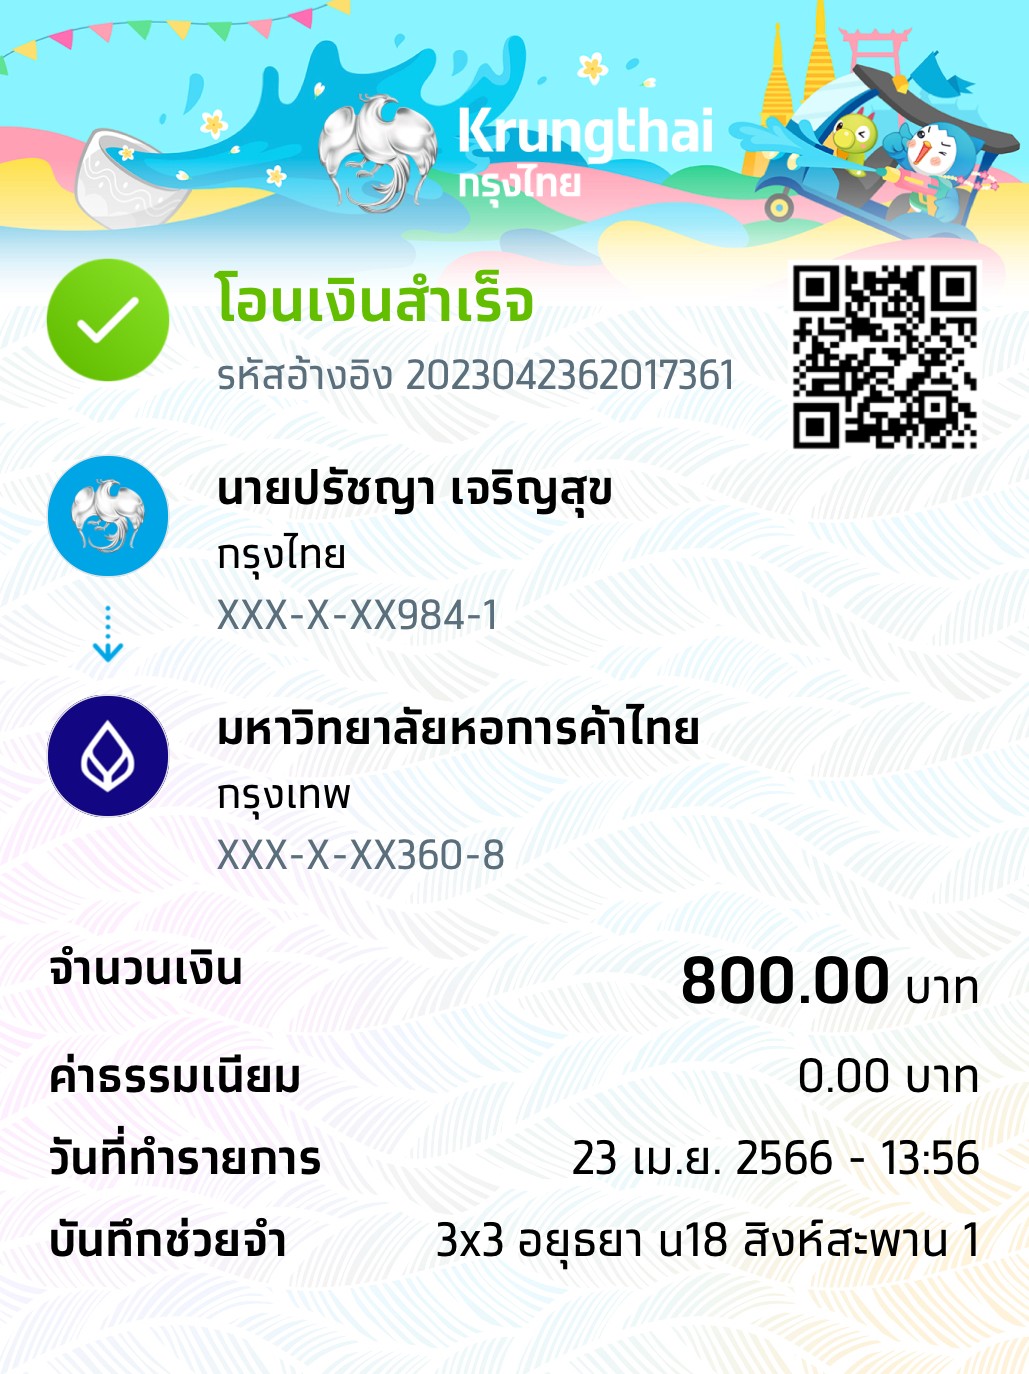 Krungthai
กรุงไทย
โอนเงินสำเร็จ
รหัสอ้างอิง 2023042362017361
นายปรัชญา เจริญสุข
กรุงไทย
XXX-X-XX984-1
มหาวิทยาลัยหอการค้าไทย
กรุงเทพ
XXX-X-XX360-8
จำนวนเงิน 800.00 บาท
ค่าธรรมเนียม 0.00 บาท
วันที่ทำรายการ 23 เม.ย. 2566 - 13:56
บันทึกช่วยจำ 3x3 อยุธยา น18 สิงห์สะพาน 1